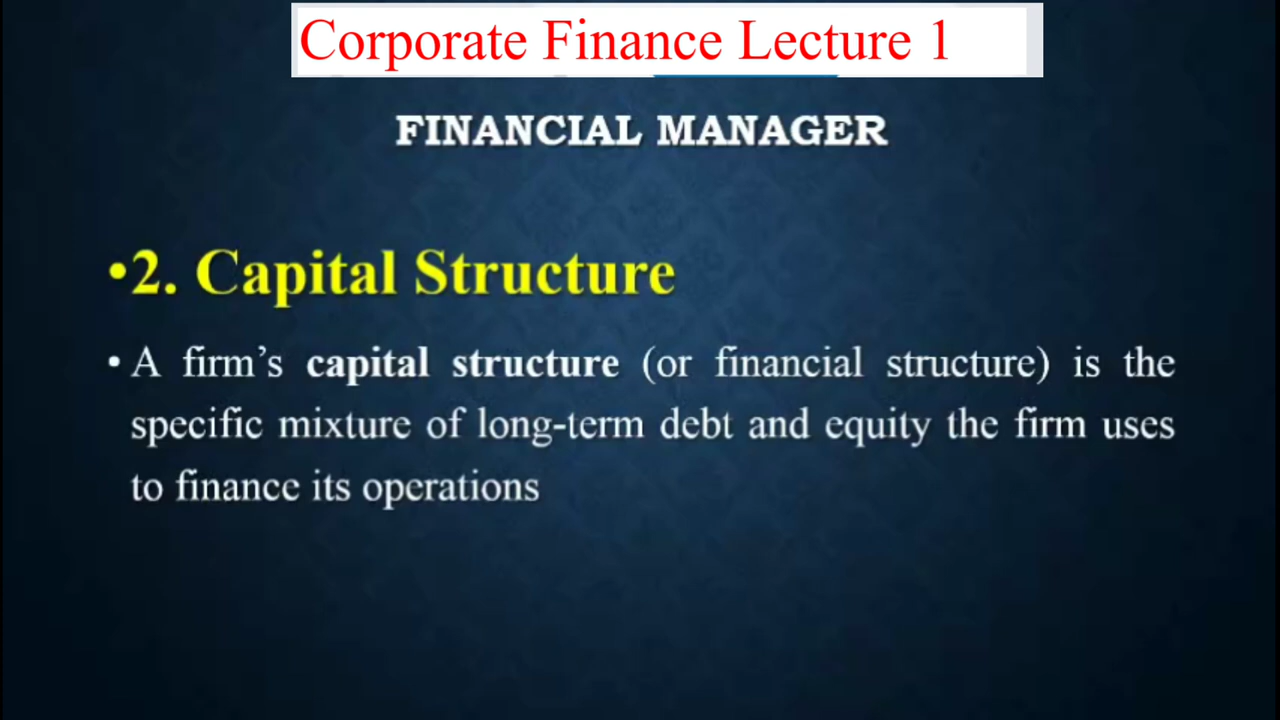 Corporate Finance Lecture 1
FINANCIAL MANAGER
•2. Capital Structure
• A firm’s capital structure (or financial structure) is the
specific mixture of long-term debt and equity the firm uses
to finance its operations